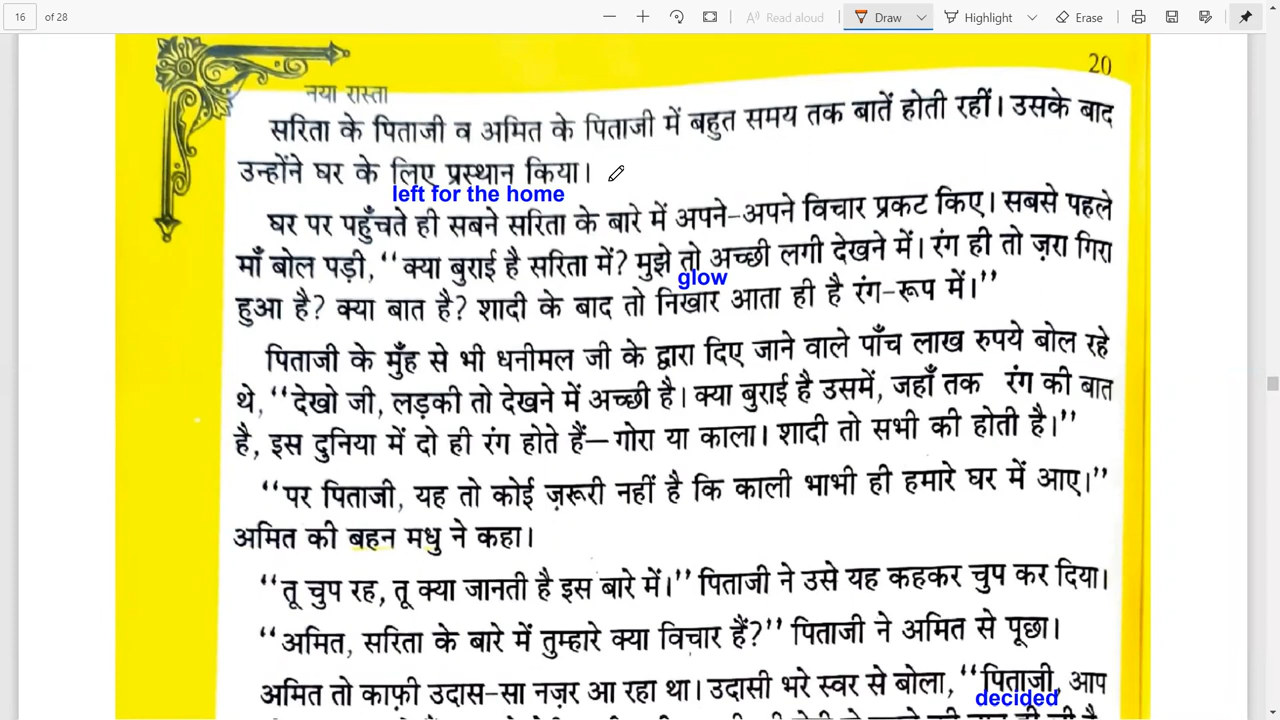 16 of 28 Read aloud Draw Highlight Erase
20
नया रास्ता
सरिता के पिताजी व अमित के पिताजी में बहुत समय तक बातें होती रहीं। उसके बाद
उन्होंने घर के लिए प्रस्थान किया।
left for the home
घर पर पहुँचते ही सबने सरिता के बारे में अपने-अपने विचार प्रकट किए। सबसे पहले
माँ बोल पड़ी, “क्या बुराई है सरिता में? मुझे तो अच्छी लगी देखने में। रंग ही तो ज़रा गिरा
glow
हुआ है? क्या बात है? शादी के बाद तो निखार आता ही है रंग-रूप में।”
पिताजी के मुँह से भी धनीमल जी के द्वारा दिए जाने वाले पाँच लाख रुपये बोल रहे
थे, “देखो जी, लड़की तो देखने में अच्छी है। क्या बुराई है उसमें, जहाँ तक रंग की बात
है, इस दुनिया में दो ही रंग होते हैं—गोरा या काला। शादी तो सभी की होती है।”
“पर पिताजी, यह तो कोई ज़रूरी नहीं है कि काली भाभी ही हमारे घर में आए।”
अमित की बहन मधु ने कहा।
“तू चुप रह, तू क्या जानती है इस बारे में।” पिताजी ने उसे यह कहकर चुप कर दिया।
“अमित, सरिता के बारे में तुम्हारे क्या विचार हैं?” पिताजी ने अमित से पूछा।
अमित तो काफ़ी उदास-सा नज़र आ रहा था। उदासी भरे स्वर से बोला, “पिताजी, आप
decided